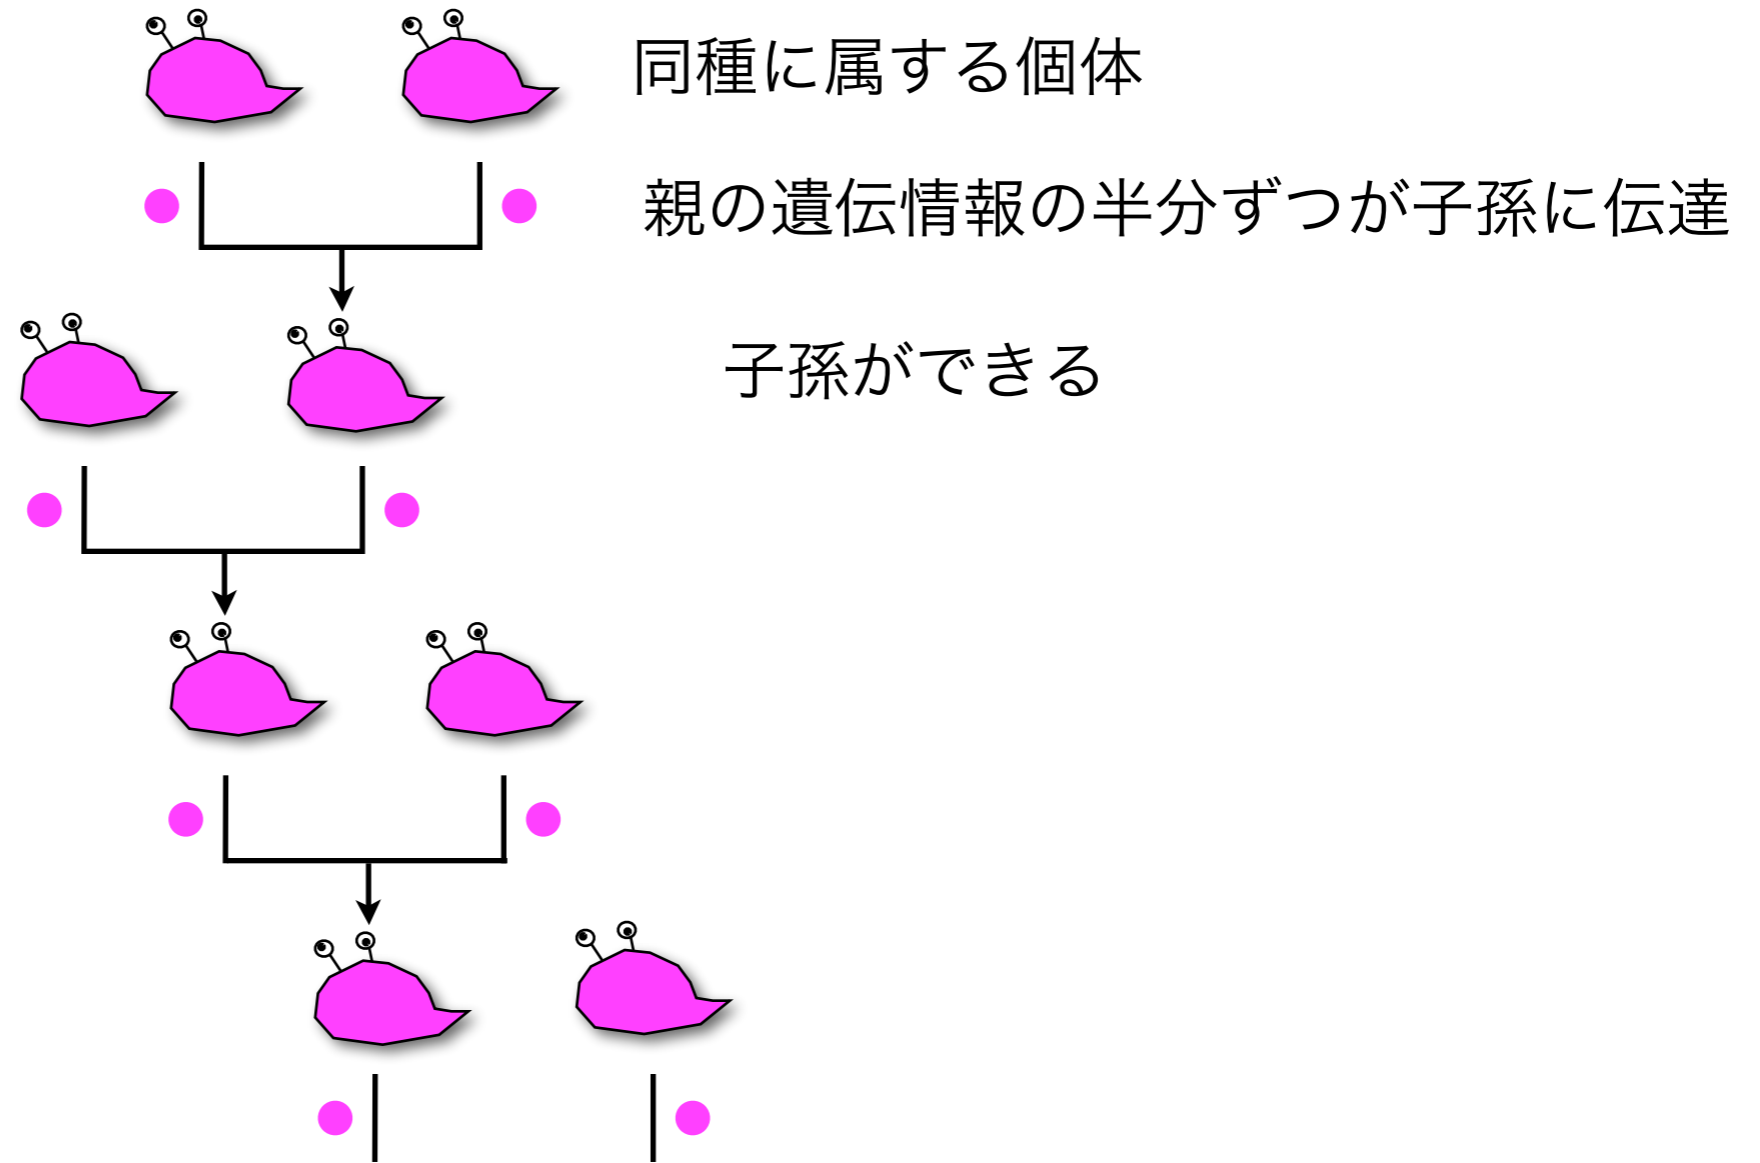 同種に属する個体
親の遺伝情報の半分ずつが子孫に伝達
子孫ができる